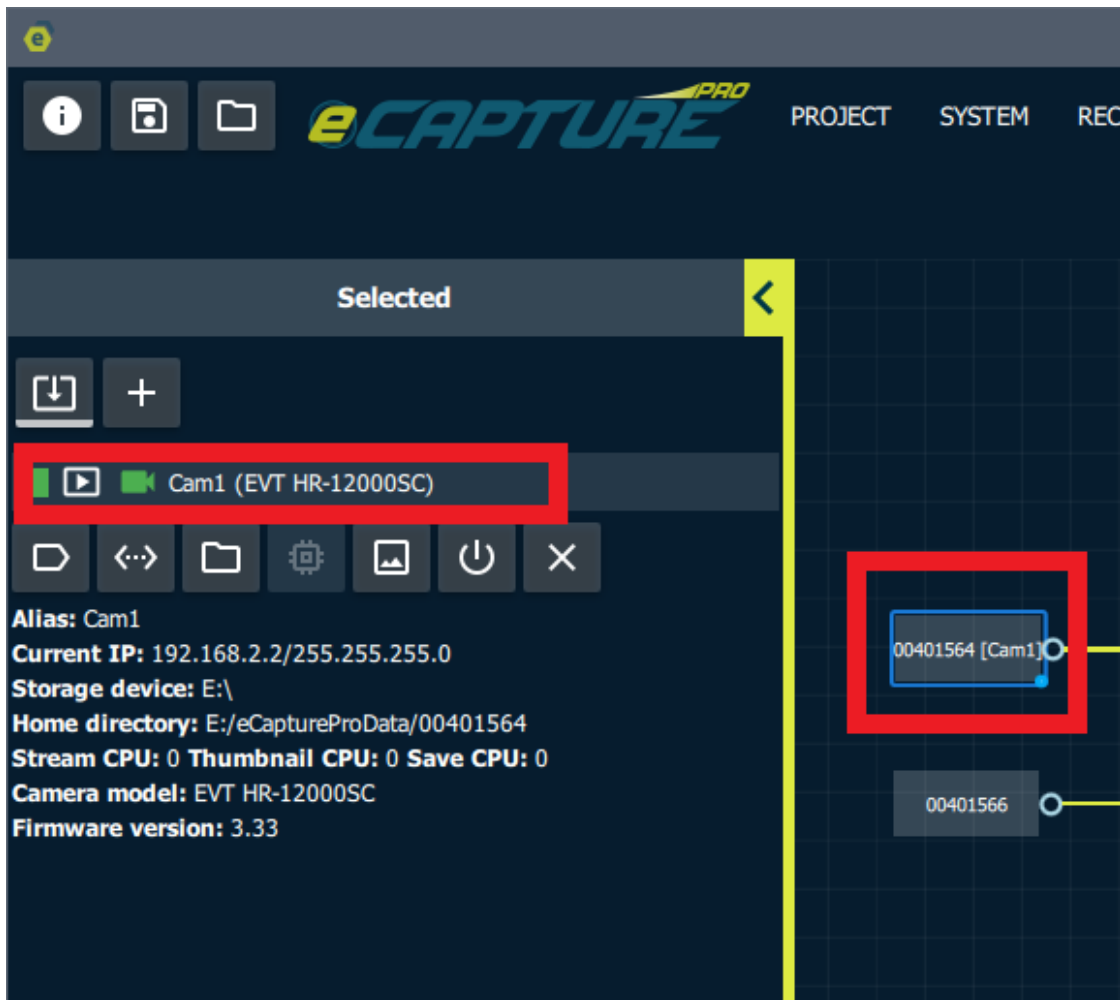 e
eCAPTURE PRO
PROJECT SYSTEM REC
Selected
Cam1 (EVT HR-12000SC)
Alias: Cam1
Current IP: 192.168.2.2/255.255.255.0
Storage device: E:\
Home directory: E:/eCaptureProData/00401564
Stream CPU: 0 Thumbnail CPU: 0 Save CPU: 0
Camera model: EVT HR-12000SC
Firmware version: 3.33
00401564 [Cam1]
00401566